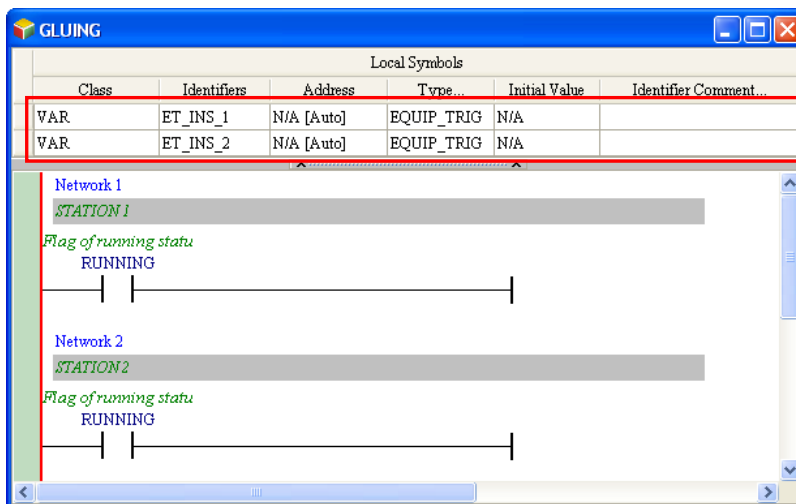 GLUING
Local Symbols
Class Identifiers Address Type... Initial Value Identifier Comment...
VAR ET_INS_1 N/A [Auto] EQUIP_TRIG N/A
VAR ET_INS_2 N/A [Auto] EQUIP_TRIG N/A
Network 1
STATION 1
Flag of running statu
RUNNING
Network 2
STATION 2
Flag of running statu
RUNNING